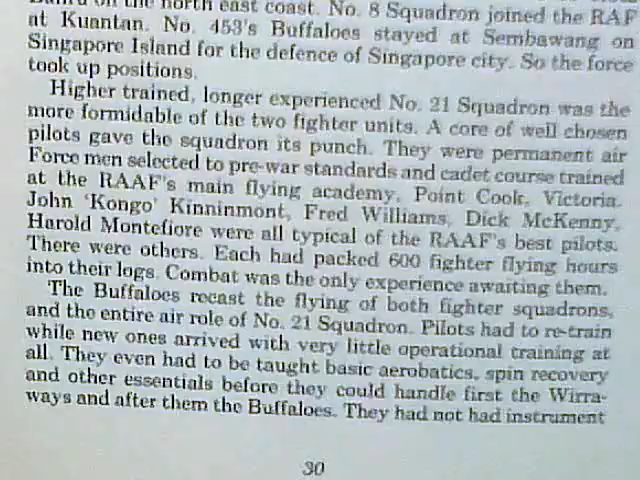 on the north east coast. No. 8 Squadron joined the RAF
at Kuantan. No. 453's Buffaloes stayed at Sembawang on
Singapore Island for the defence of Singapore city. So the force
took up positions.
Higher trained, longer experienced No. 21 Squadron was the
more formidable of the two fighter units. A core of well chosen
pilots gave the squadron its punch. They were permanent air
Force men selected to pre-war standards and cadet course trained
at the RAAF's main flying academy, Point Cook, Victoria.
John 'Kongo' Kinninmont, Fred Williams, Dick McKenny,
Harold Montefiore were all typical of the RAAF's best pilots.
There were others. Each had packed 600 fighter flying hours
into their logs. Combat was the only experience awaiting them.
The Buffaloes recast the flying of both fighter squadrons,
and the entire air role of No. 21 Squadron. Pilots had to re-train
while new ones arrived with very little operational training at
all. They even had to be taught basic aerobatics, spin recovery
and other essentials before they could handle first the Wirra-
ways and after them the Buffaloes. They had not had instrument
30